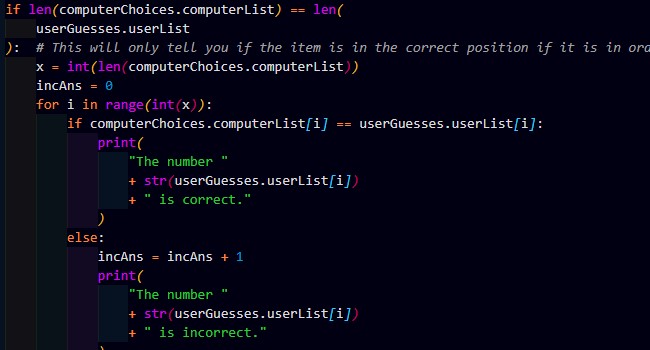 if len(computerChoices.computerList) == len(
    userGuesses.userList
):  # This will only tell you if the item is in the correct position if it is in
    x = int(len(computerChoices.computerList))
    incAns = 0
    for i in range(int(x)):
        if computerChoices.computerList[i] == userGuesses.userList[i]:
            print(
                "The number "
                + str(userGuesses.userList[i])
                + " is correct."
            )
        else:
            incAns = incAns + 1
            print(
                "The number "
                + str(userGuesses.userList[i])
                + " is incorrect."
            )